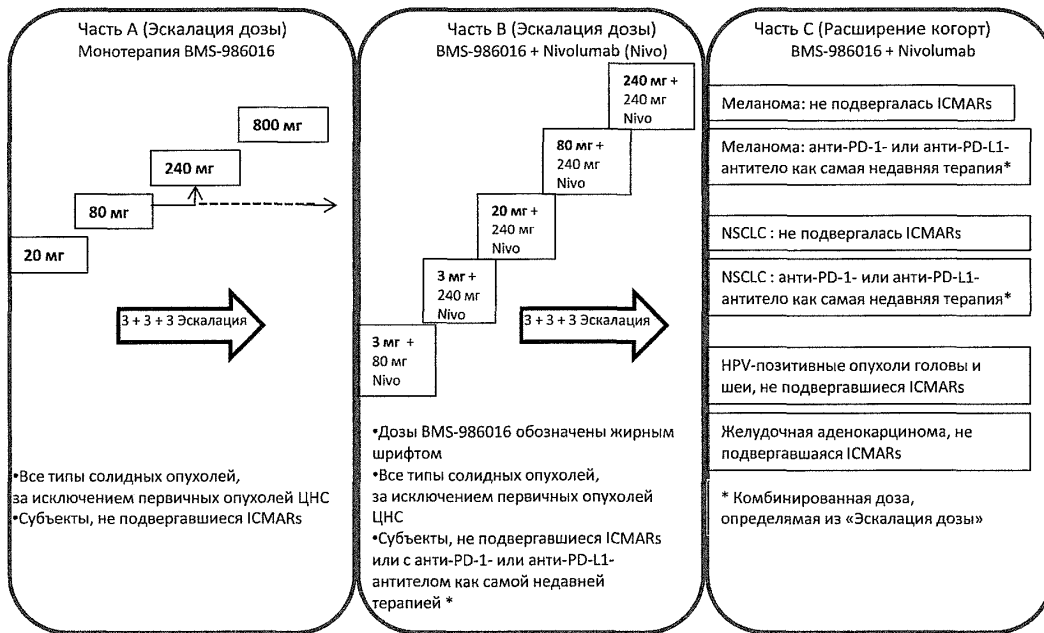 Часть A (Эскалация дозы)
Монотерапия BMS-986016
800 мг
240 мг
80 мг
20 мг
3 + 3 + 3 Эскалация
•Все типы солидных опухолей,
за исключением первичных опухолей ЦНС
•Субъекты, не подвергавшиеся ICMARs
Часть B (Эскалация дозы)
BMS-986016 + Nivolumab (Nivo)
240 мг +
240 мг
Nivo
80 мг +
240 мг
Nivo
20 мг +
240 мг
Nivo
3 мг +
240 мг
Nivo
3 мг +
80 мг
Nivo
3 + 3 + 3 Эскалация
•Дозы BMS-986016 обозначены жирным
шрифтом
•Все типы солидных опухолей,
за исключением первичных опухолей
ЦНС
•Субъекты, не подвергавшиеся ICMARs
или с анти-PD-1- или анти-PD-L1-
антителом как самой недавней
терапией *
Часть C (Расширение когорт)
BMS-986016 + Nivolumab
Меланома: не подвергалась ICMARs
Меланома: анти-PD-1- или анти-PD-L1-
антитело как самая недавняя терапия*
NSCLC : не подвергалась ICMARs
NSCLC : анти-PD-1- или анти-PD-L1-
антитело как самая недавняя терапия*
HPV-позитивные опухоли головы и
шеи, не подвергавшиеся ICMARs
Желудочная аденокарцинома, не
подвергавшаяся ICMARs
* Комбинированная доза,
определямая из «Эскалация дозы»